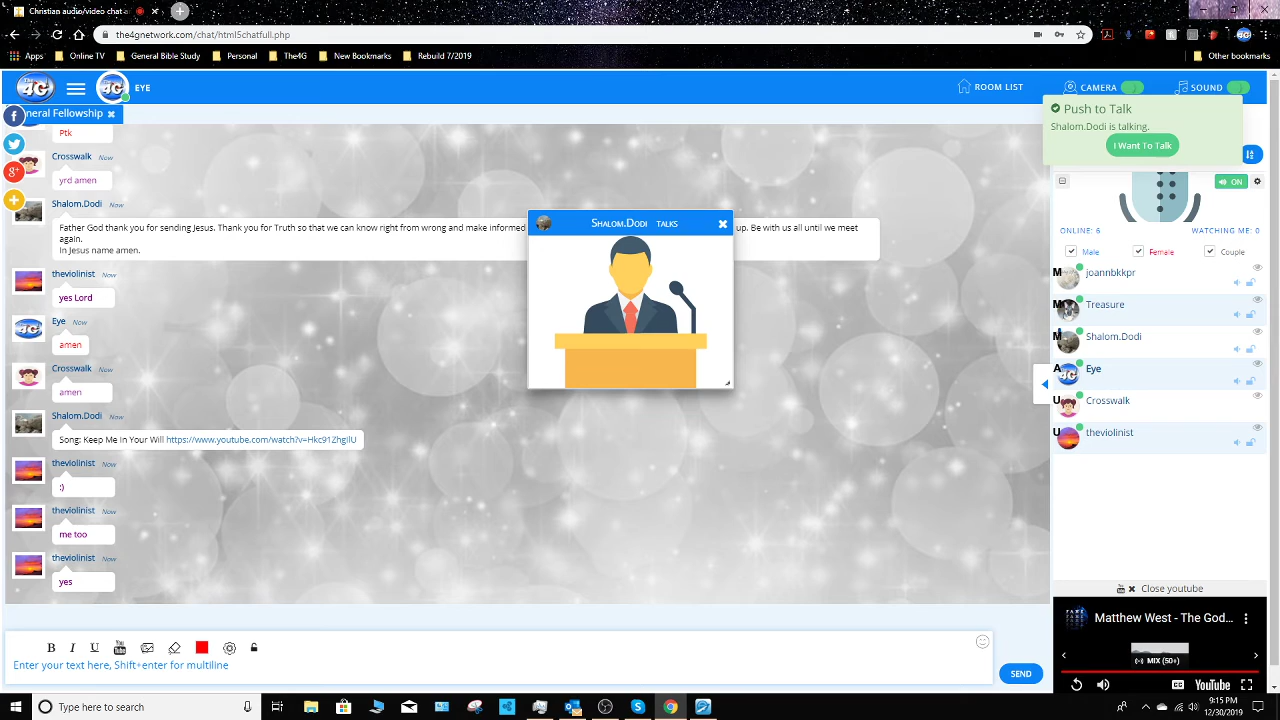 Christian audio/video chat a
the4gnetwork.com/chat/html5chatfull.php
Apps
Online TV
General Bible Study
Personal
The4G
New Bookmarks
Rebuild 7/2019
Other bookmarks
4G
EYE
ROOM LIST
CAMERA
SOUND
neral Fellowship
Push to Talk
Shalom.Dodi is talking.
I Want To Talk
Ptk
Crosswalk Now
yrd amen
Shalom.Dodi Now
Father God thank you for sending Jesus. Thank you for Truth so that we can know right from wrong and make informed
up. Be with us all until we meet
again.
In Jesus name amen.
theviolinist Now
yes Lord
Eye Now
amen
Crosswalk Now
amen
Shalom.Dodi Now
Song: Keep Me in Your Will https://www.youtube.com/watch?v=Hkc91ZhgIlU
theviolinist Now
:)
theviolinist Now
me too
theviolinist Now
yes
Shalom.Dodi Talks
ON
ONLINE: 6
WATCHING ME: 0
Male
Female
Couple
M joannbkkpr
M Treasure
M Shalom.Dodi
A Eye
U Crosswalk
U theviolinist
Close youtube
Matthew West - The God...
MIX (50+)
CC
YouTube
B I U
Enter your text here, Shift+enter for multiline
SEND
Type here to search
9:15 PM
12/30/2019